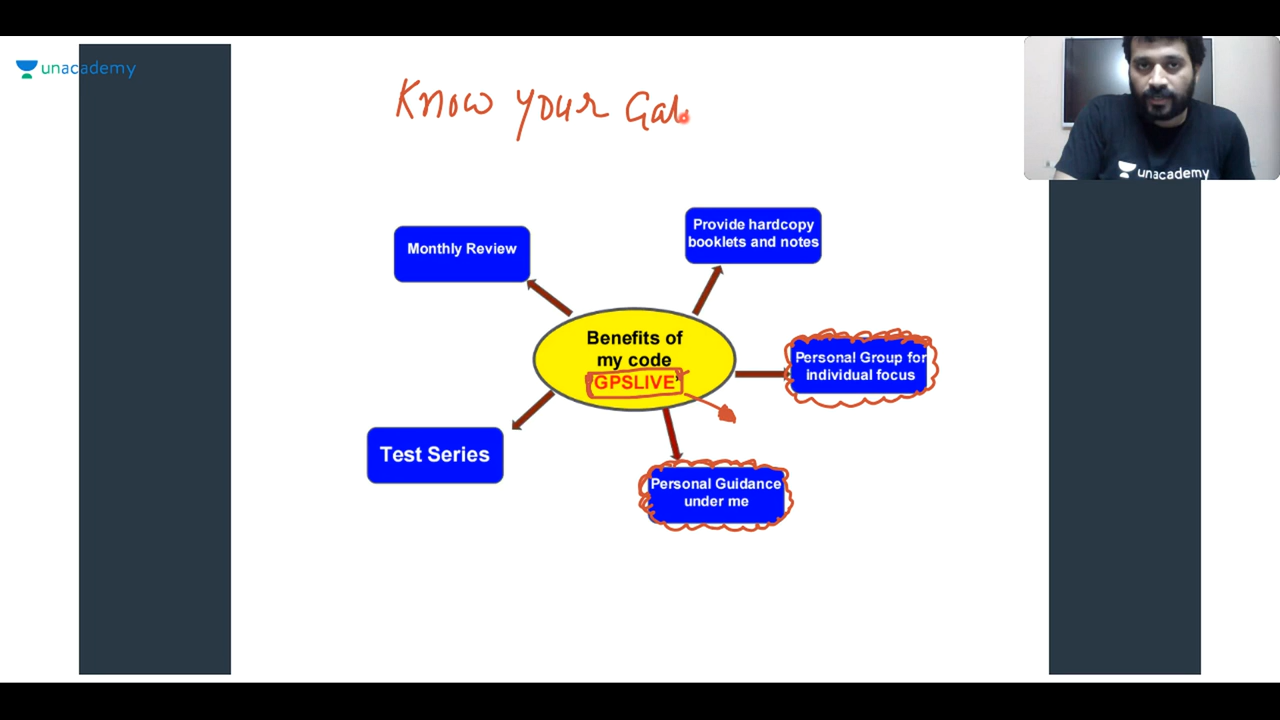 unacademy
Know your
unacademy
Provide hardcopy
booklets and notes
Monthly Review
Benefits of
my code
'GPSLIVE'
Personal Group for
individual focus
Test Series
Personal Guidance
under me